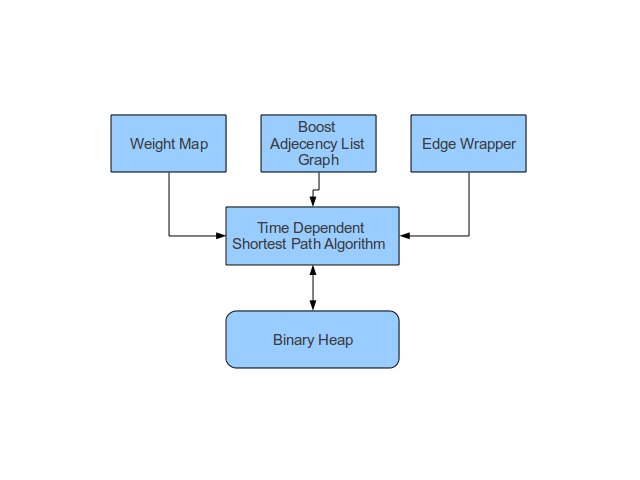 Weight Map
Boost
Adjecency List
Graph
Edge Wrapper
Time Dependent
Shortest Path Algorithm
Binary Heap